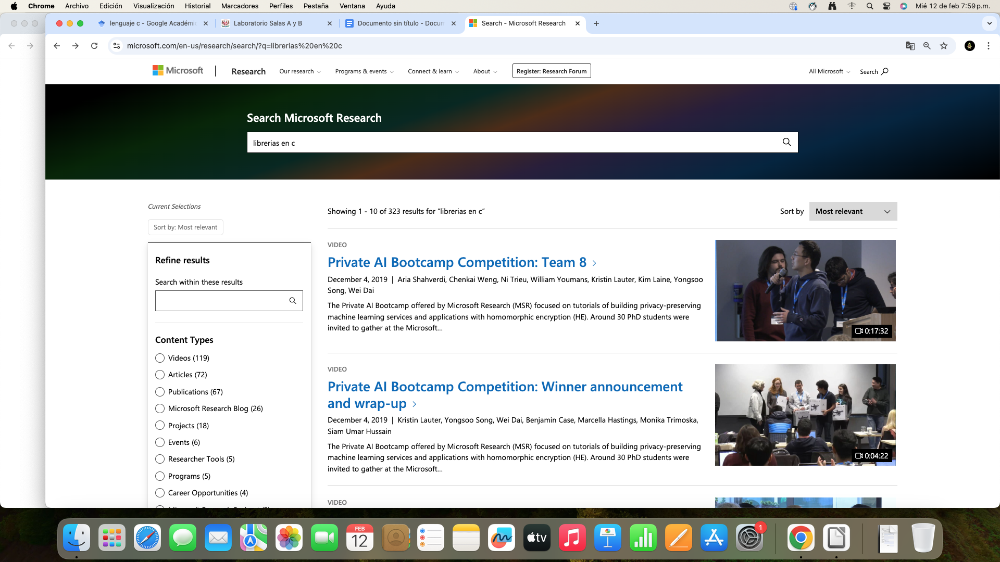 Chrome Archivo Edición Visualización Historial Marcadores Perfiles Pestaña Ventana Ayuda Mié 12 de feb 7:59 p.m.
lenguaje c - Google Académic
Laboratorio Salas A y B
Documento sin título - Docum
Search - Microsoft Research
microsoft.com/en-us/research/search/?q=librerias%20en%20c
Microsoft Research Our research Programs & events Connect & learn About Register: Research Forum All Microsoft Search
Search Microsoft Research
librerias en c
Current Selections
Sort by: Most relevant
Refine results
Search within these results
Content Types
Videos (119)
Articles (72)
Publications (67)
Microsoft Research Blog (26)
Projects (18)
Events (6)
Researcher Tools (5)
Programs (5)
Career Opportunities (4)
Showing 1 - 10 of 323 results for “librerias en c”
Sort by Most relevant
VIDEO
Private AI Bootcamp Competition: Team 8
December 4, 2019 | Aria Shahverdi, Chenkai Weng, Ni Trieu, William Youmans, Kristin Lauter, Kim Laine, Yongsoo
Song, Wei Dai
The Private AI Bootcamp offered by Microsoft Research (MSR) focused on tutorials of building privacy-preserving
machine learning services and applications with homomorphic encryption (HE). Around 30 PhD students were
invited to gather at the Microsoft...
0:17:32
VIDEO
Private AI Bootcamp Competition: Winner announcement
and wrap-up
December 4, 2019 | Kristin Lauter, Yongsoo Song, Wei Dai, Benjamin Case, Marcella Hastings, Monika Trimoska,
Siam Umar Hussain
The Private AI Bootcamp offered by Microsoft Research (MSR) focused on tutorials of building privacy-preserving
machine learning services and applications with homomorphic encryption (HE). Around 30 PhD students were
invited to gather at the Microsoft...
0:04:22
VIDEO
FEB
12
tv
1